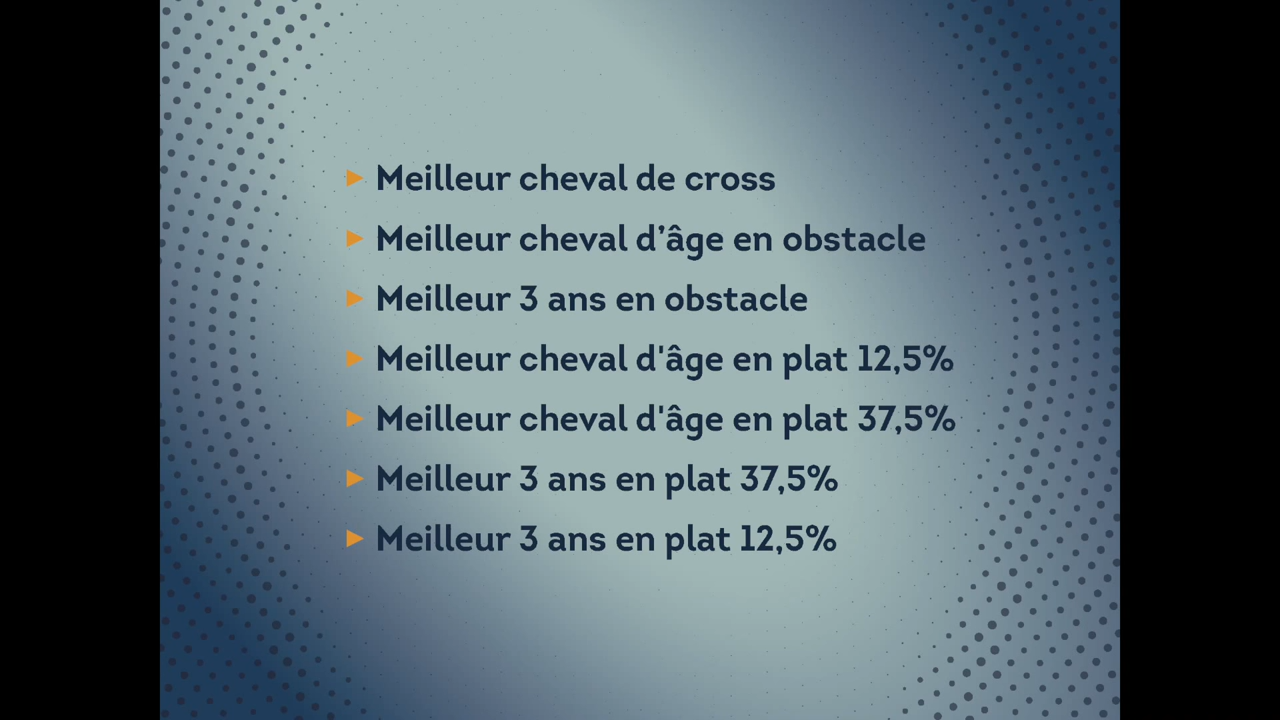 Meilleur cheval de cross
Meilleur cheval d’âge en obstacle
Meilleur 3 ans en obstacle
Meilleur cheval d'âge en plat 12,5%
Meilleur cheval d'âge en plat 37,5%
Meilleur 3 ans en plat 37,5%
Meilleur 3 ans en plat 12,5%